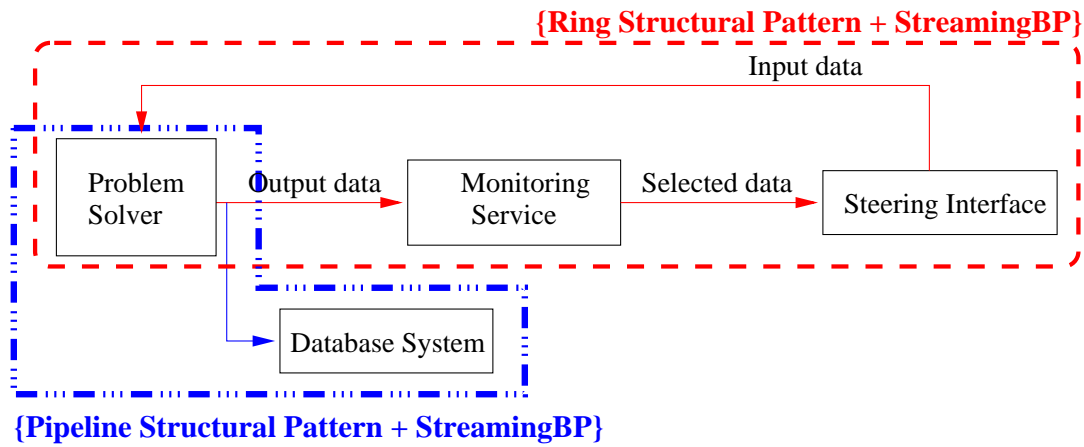 {Ring Structural Pattern + StreamingBP}
Input data
Problem
Solver
Output data
Monitoring
Service
Selected data
Steering Interface
Database System
{Pipeline Structural Pattern + StreamingBP}